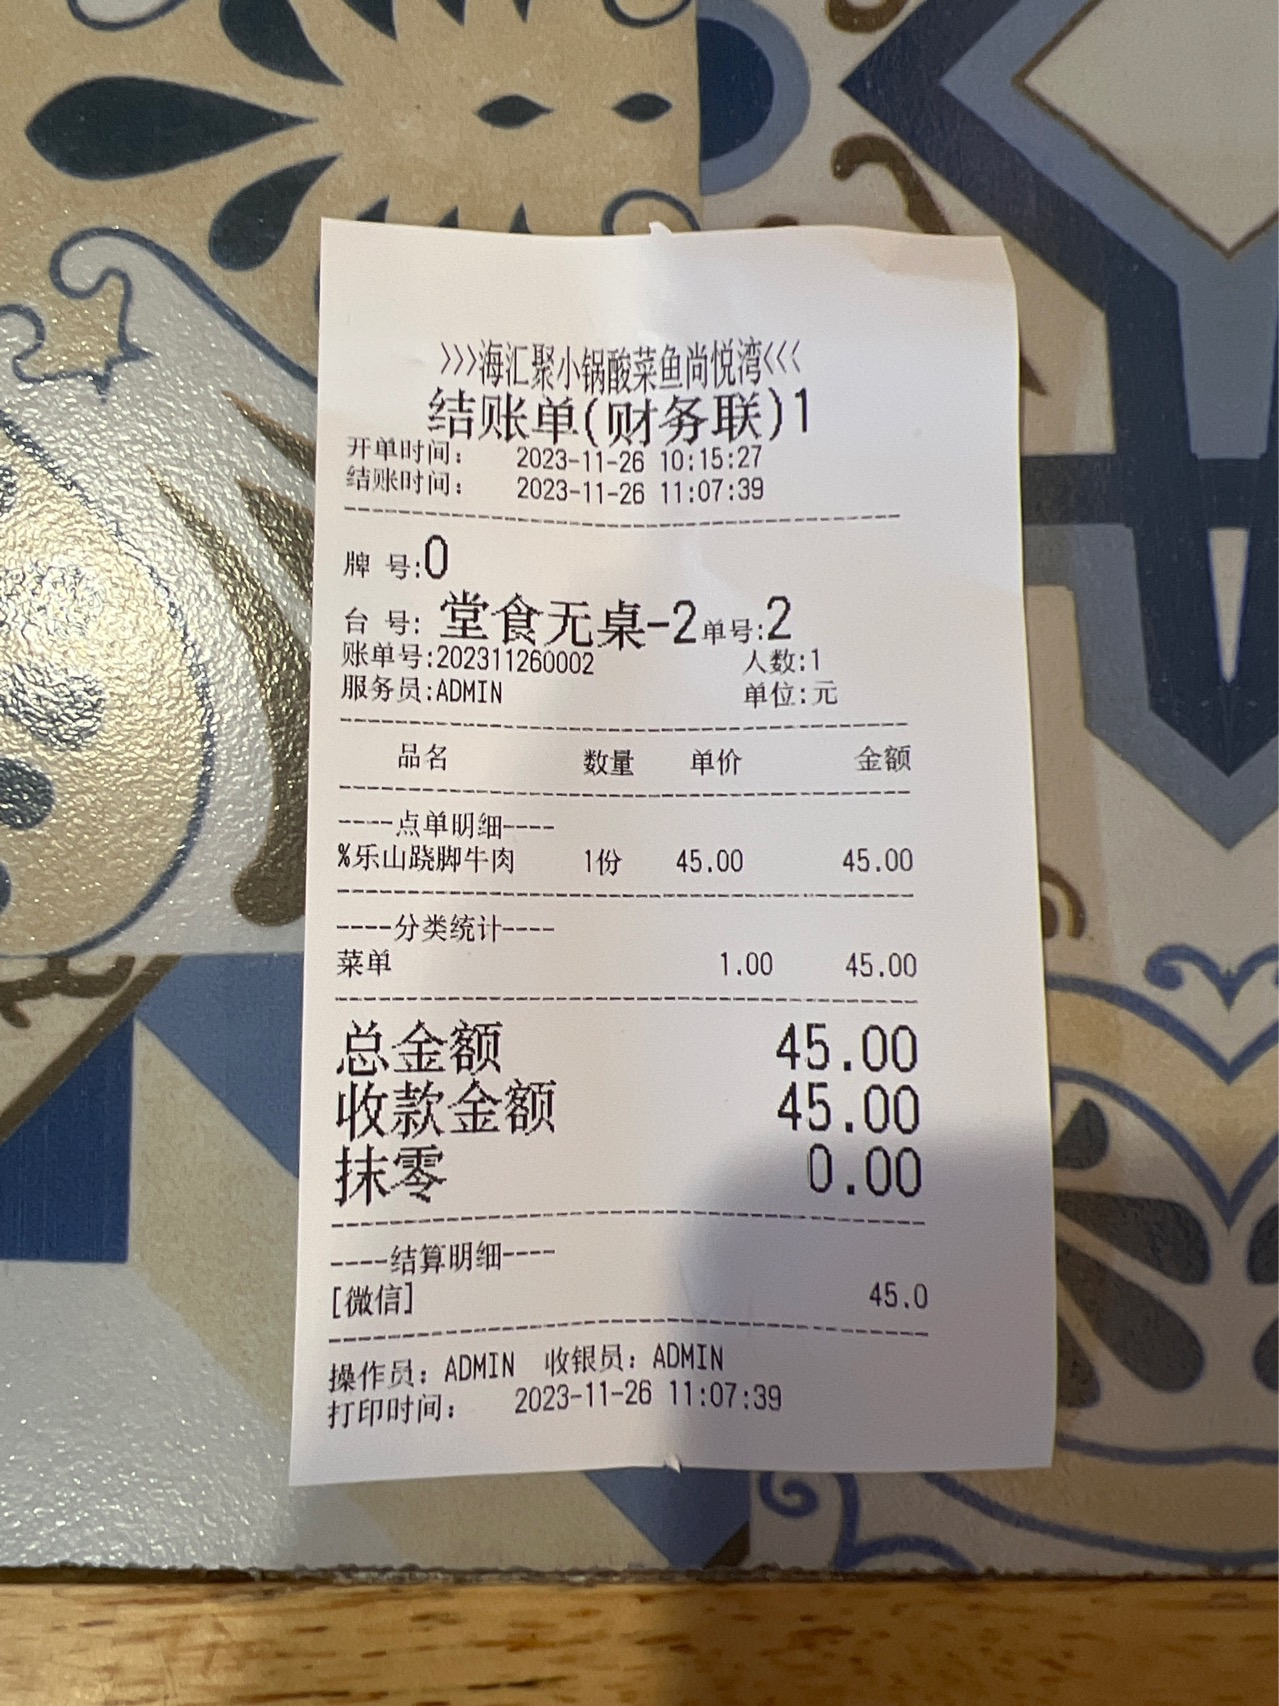 >>>海汇聚小锅酸菜鱼尚悦湾<<<
结账单(财务联)1
开单时间: 2023-11-26 10:15:27
结账时间: 2023-11-26 11:07:39
牌 号:0
台 号: 堂食无桌-2 单号:2
账单号:202311260002 人数:1
服务员:ADMIN 单位:元
品名 数量 单价 金额
----点单明细----
%乐山跷脚牛肉 1份 45.00 45.00
----分类统计----
菜单 1.00 45.00
总金额 45.00
收款金额 45.00
抹零 0.00
----结算明细----
[微信] 45.0
操作员: ADMIN 收银员: ADMIN
打印时间: 2023-11-26 11:07:39